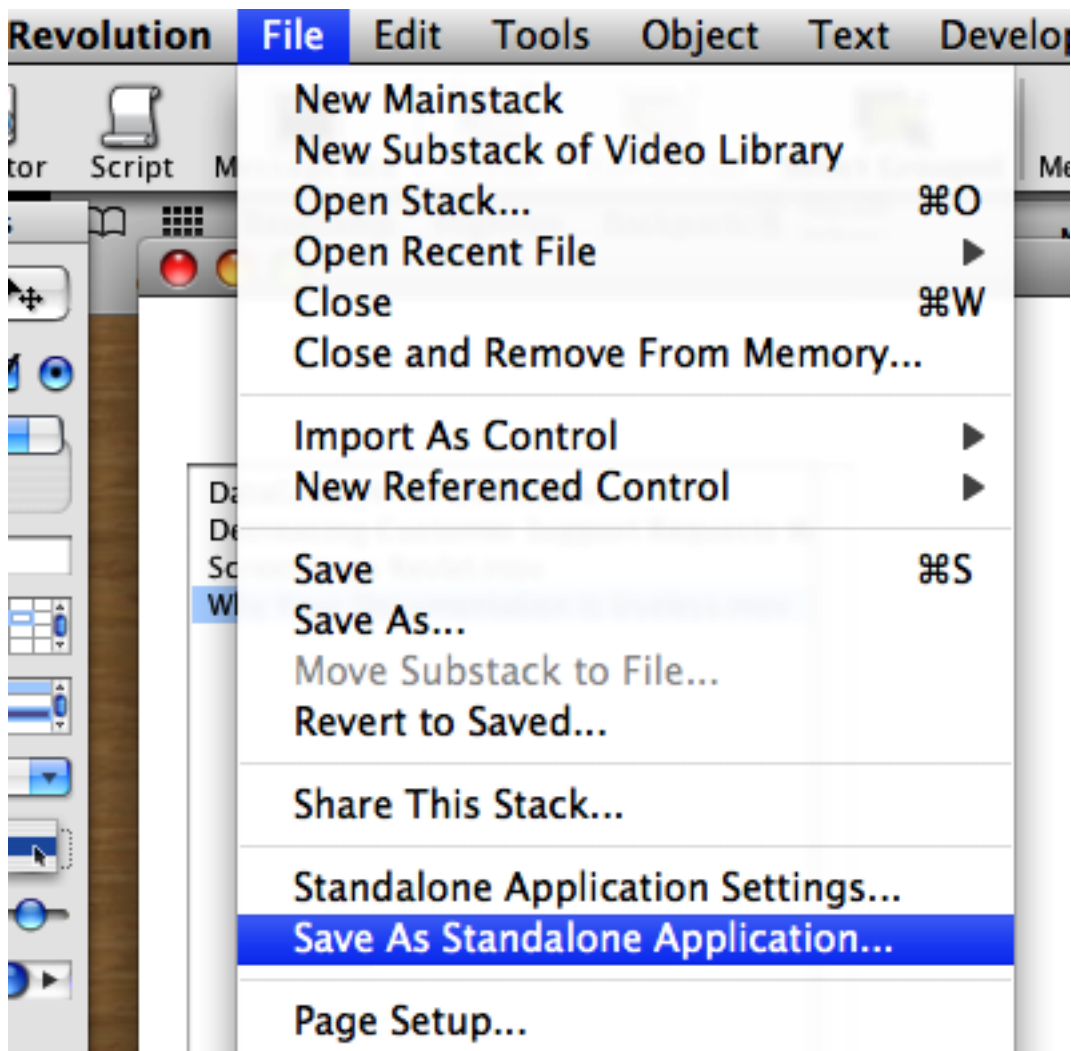 Revolution File Edit Tools Object Text Develop
tor Script M Me
New Mainstack
New Substack of Video Library
Open Stack... ⌘O
Open Recent File ▶
Close ⌘W
Close and Remove From Memory...
Import As Control ▶
New Referenced Control ▶
Save ⌘S
Save As...
Move Substack to File...
Revert to Saved...
Share This Stack...
Standalone Application Settings...
Save As Standalone Application...
Page Setup...